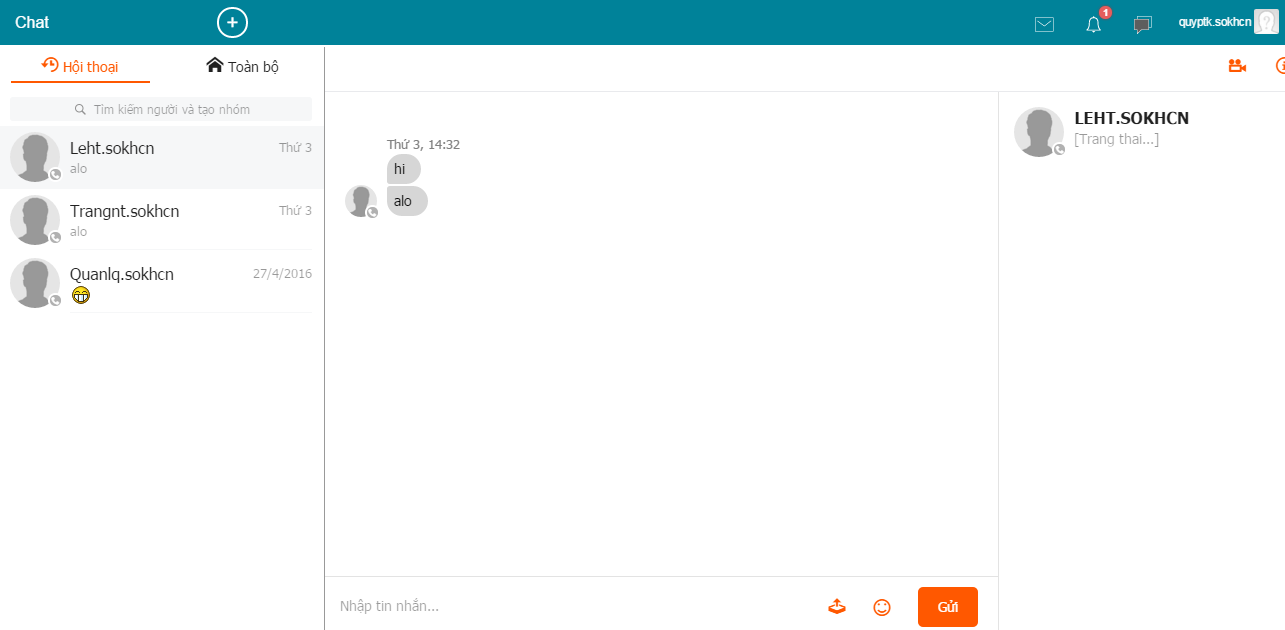 Chat
1
quyptk.sokhcn
Hội thoại
Toàn bộ
Tìm kiếm người và tạo nhóm
Leht.sokhcn
Thứ 3
alo
Trangnt.sokhcn
Thứ 3
alo
Quanlq.sokhcn
27/4/2016
Thứ 3, 14:32
hi
alo
LEHT.SOKHCN
[Trang thai...]
Nhập tin nhắn...
Gửi